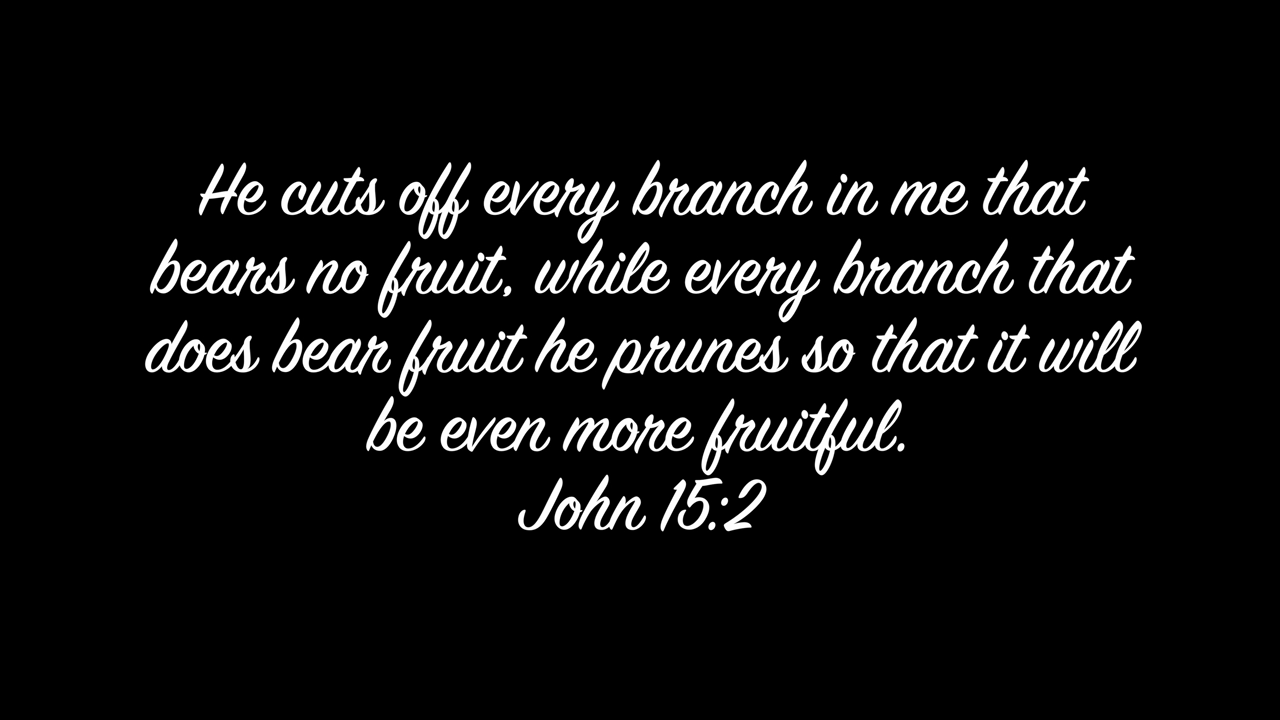 He cuts off every branch in me that
bears no fruit, while every branch that
does bear fruit he prunes so that it will
be even more fruitful.
John 15:2